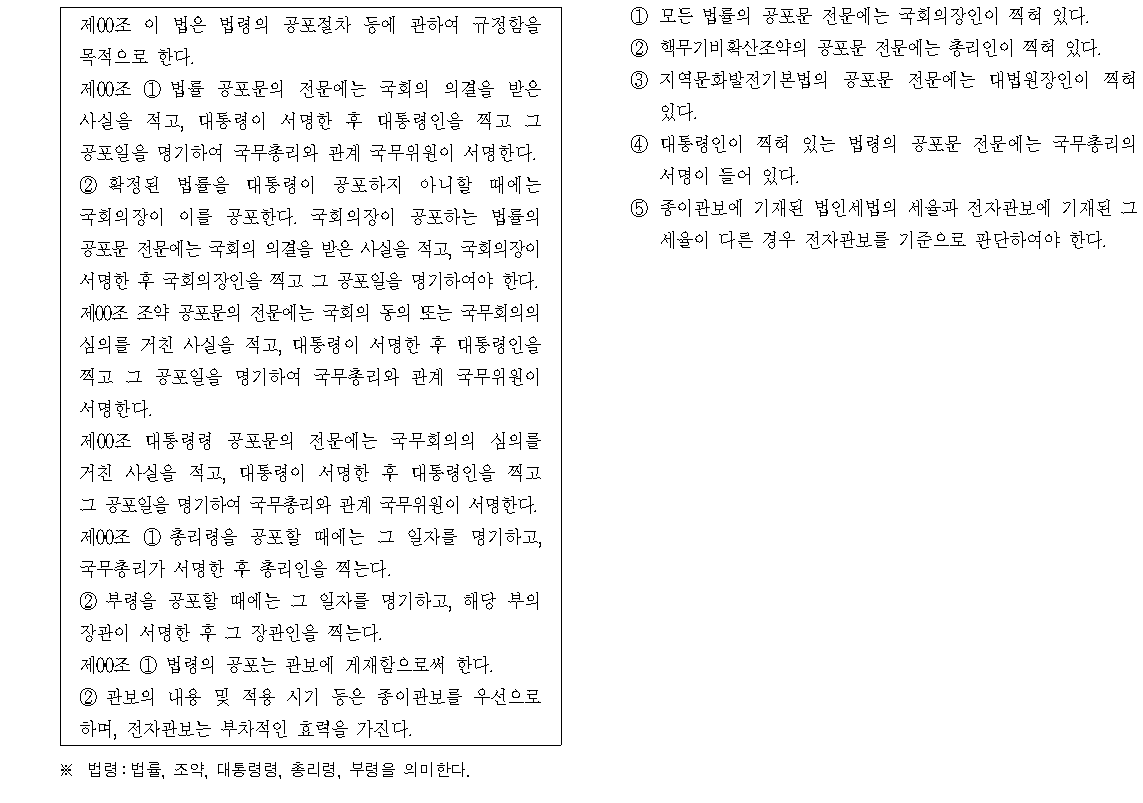 제00조 이 법은 법령의 공포절차 등에 관하여 규정함을
목적으로 한다.
제00조 ① 법률 공포문의 전문에는 국회의 의결을 받은
사실을 적고, 대통령이 서명한 후 대통령인을 찍고 그
공포일을 명기하여 국무총리와 관계 국무위원이 서명한다.
② 확정된 법률을 대통령이 공포하지 아니할 때에는
국회의장이 이를 공포한다. 국회의장이 공포하는 법률의
공포문 전문에는 국회의 의결을 받은 사실을 적고, 국회의장이
서명한 후 국회의장인을 찍고 그 공포일을 명기하여야 한다.
제00조 조약 공포문의 전문에는 국회의 동의 또는 국무회의의
심의를 거친 사실을 적고, 대통령이 서명한 후 대통령인을
찍고 그 공포일을 명기하여 국무총리와 관계 국무위원이
서명한다.
제00조 대통령령 공포문의 전문에는 국무회의의 심의를
거친 사실을 적고, 대통령이 서명한 후 대통령인을 찍고
그 공포일을 명기하여 국무총리와 관계 국무위원이 서명한다.
제00조 ① 총리령을 공포할 때에는 그 일자를 명기하고,
국무총리가 서명한 후 총리인을 찍는다.
② 부령을 공포할 때에는 그 일자를 명기하고, 해당 부의
장관이 서명한 후 그 장관인을 찍는다.
제00조 ① 법령의 공포는 관보에 게재함으로써 한다.
② 관보의 내용 및 적용 시기 등은 종이관보를 우선으로
하며, 전자관보는 부차적인 효력을 가진다.
※ 법령:법률, 조약, 대통령령, 총리령, 부령을 의미한다.
① 모든 법률의 공포문 전문에는 국회의장인이 찍혀 있다.
② 핵무기비확산조약의 공포문 전문에는 총리인이 찍혀 있다.
③ 지역문화발전기본법의 공포문 전문에는 대법원장인이 찍혀
있다.
④ 대통령인이 찍혀 있는 법령의 공포문 전문에는 국무총리의
서명이 들어 있다.
⑤ 종이관보에 기재된 법인세법의 세율과 전자관보에 기재된 그
세율이 다른 경우 전자관보를 기준으로 판단하여야 한다.